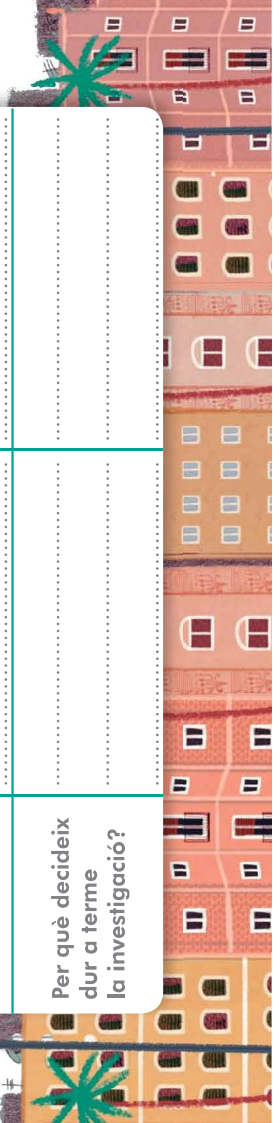 Per què decideix
dur a terme
la investigació?